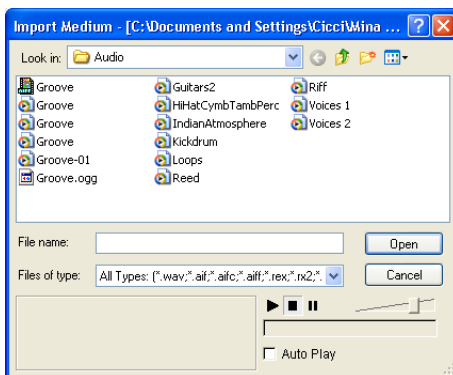 Import Medium - [C:\Documents and Settings\Cicci\Mina ...
Look in: Audio
Groove
Groove
Groove
Groove
Groove-01
Groove.ogg
Guitars2
HiHatCymbTambPerc
IndianAtmosphere
Kickdrum
Loops
Reed
Riff
Voices 1
Voices 2
File name:
Open
Files of type: All Types: (*.wav;*.aif;*.aifc;*.aiff;*.rex;*.rx2;*.
Cancel
Auto Play